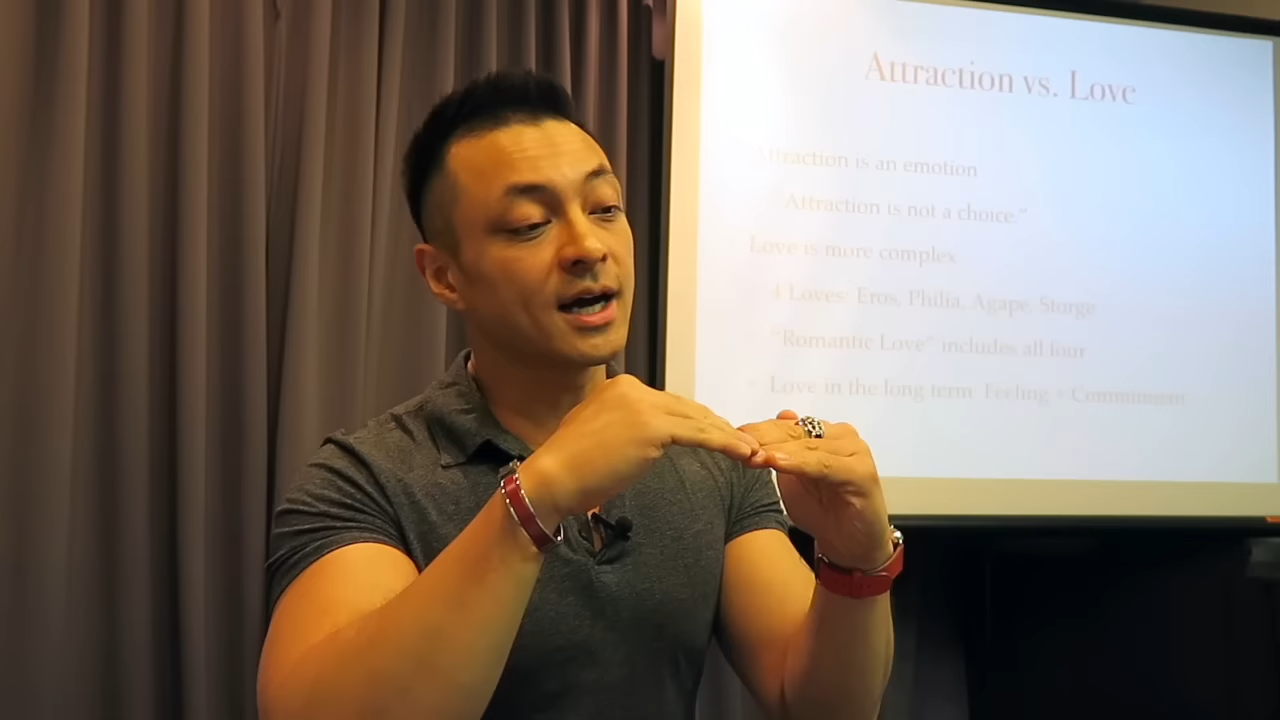 Attraction vs. Love
Attraction is an emotion
"Attraction is not a choice."
Love is more complex
4 Loves: Eros, Philia, Agape, Storge
"Romantic Love" includes all four
• Love in the long term: Feeling + Commitment